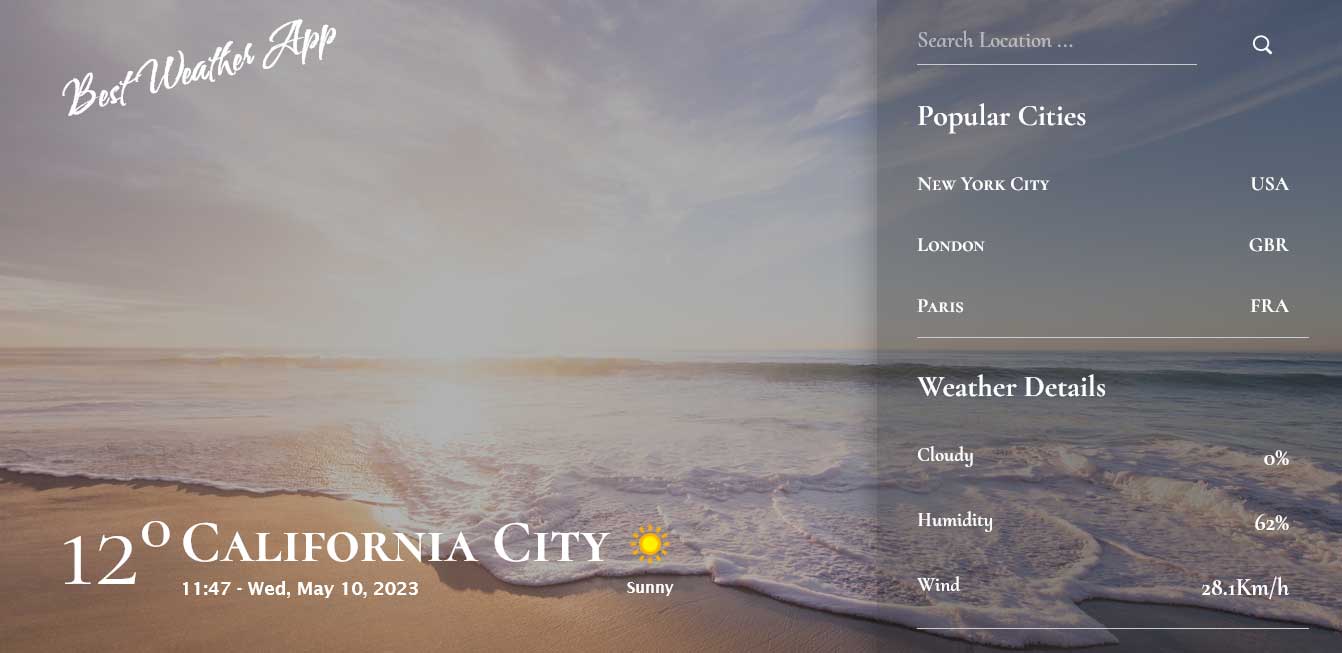 Best Weather App
Search Location ...
Popular Cities
New York City USA
London GBR
Paris FRA
Weather Details
Cloudy 0%
Humidity 62%
Wind 28.1Km/h
12° California City
11:47 - Wed, May 10, 2023
Sunny